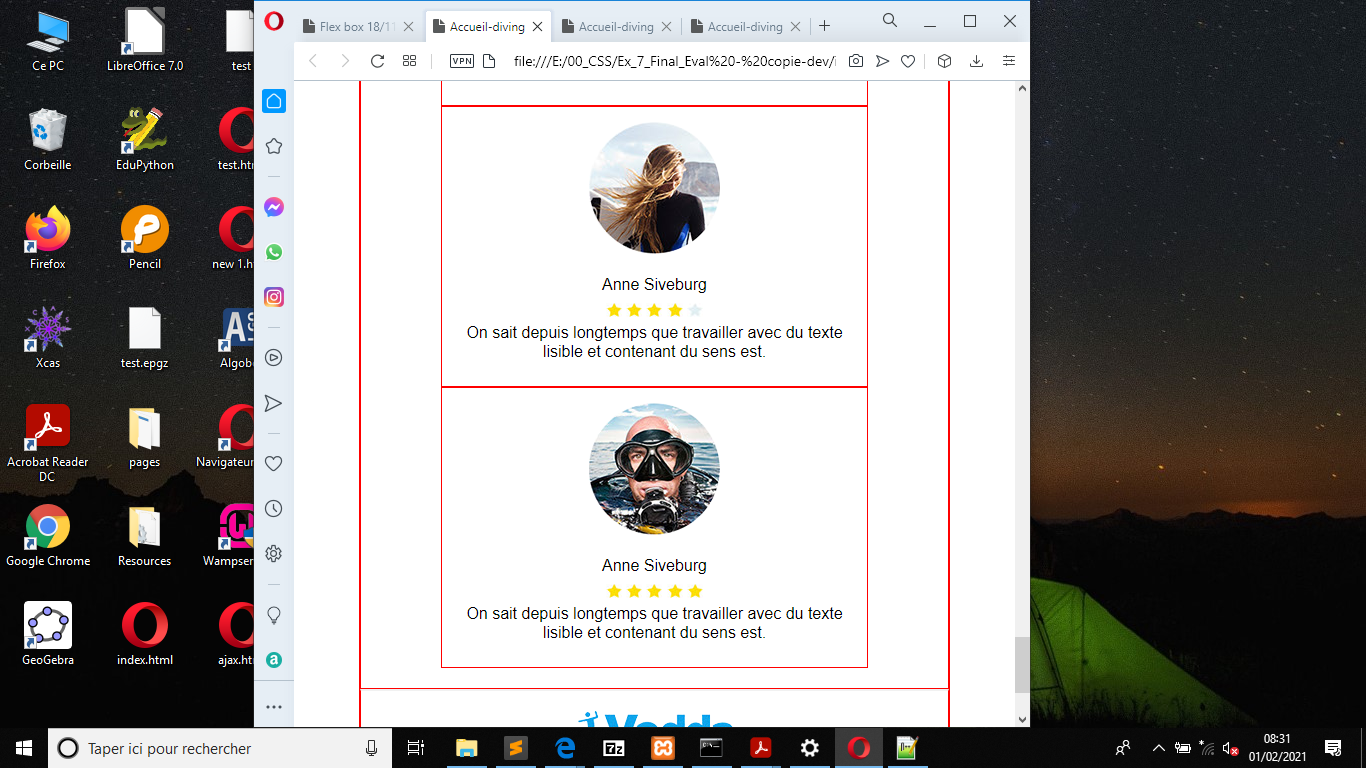 Ce PC
LibreOffice 7.0
test
Corbeille
EduPython
test.htm
Firefox
Pencil
new 1.h
Xcas
test.epgz
Algob
Acrobat Reader
DC
pages
Navigateur
Google Chrome
Resources
Wampser
GeoGebra
index.html
ajax.ht
Flex box 18/11
Accueil-diving
Accueil-diving
Accueil-diving
VPN
file:///E:/00_CSS/Ex_7_Final_Eval%20-%20copie-dev/i
Anne Siveburg
On sait depuis longtemps que travailler avec du texte
lisible et contenant du sens est.
Anne Siveburg
On sait depuis longtemps que travailler avec du texte
lisible et contenant du sens est.
Taper ici pour rechercher
08:31
01/02/2021